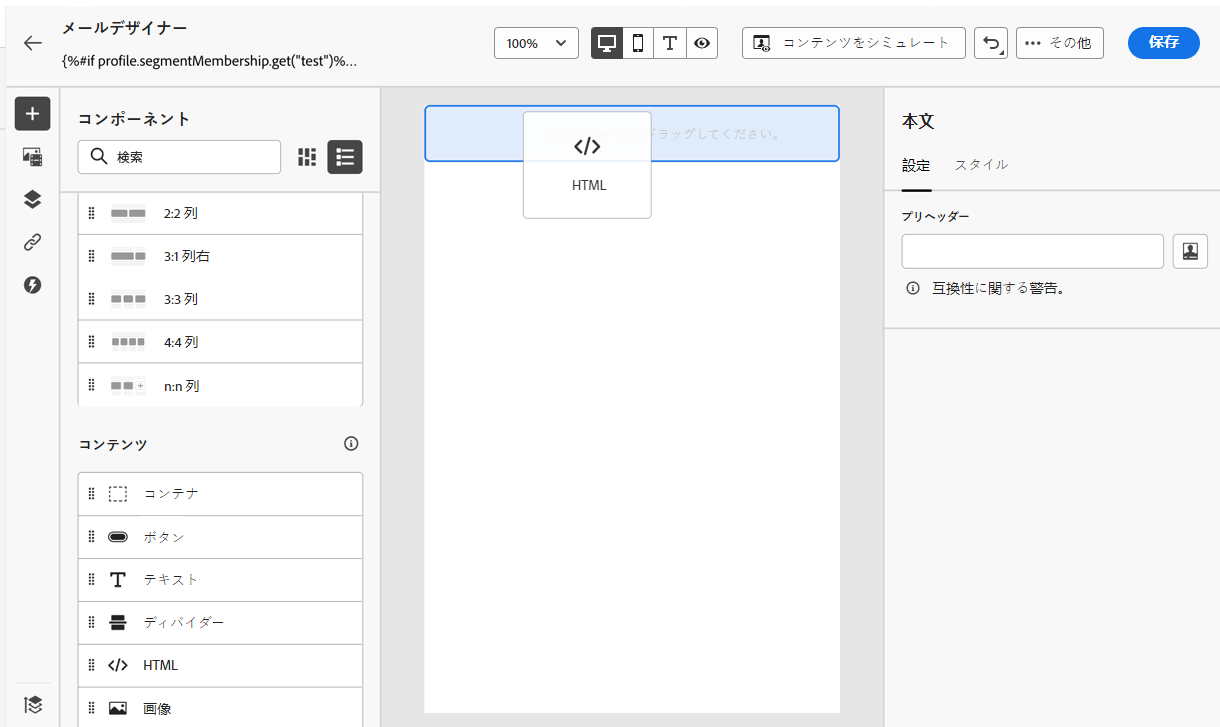 メールデザイナー
{%#if profile.segmentMembership.get("test")%...
100%
コンテンツをシミュレート
その他
保存
コンポーネント
検索
2:2 列
3:1 列右
3:3 列
4:4 列
n:n 列
コンテンツ
コンテナ
ボタン
テキスト
ディバイダー
HTML
画像
ドラッグしてください。
HTML
本文
設定
スタイル
プリヘッダー
互換性に関する警告。